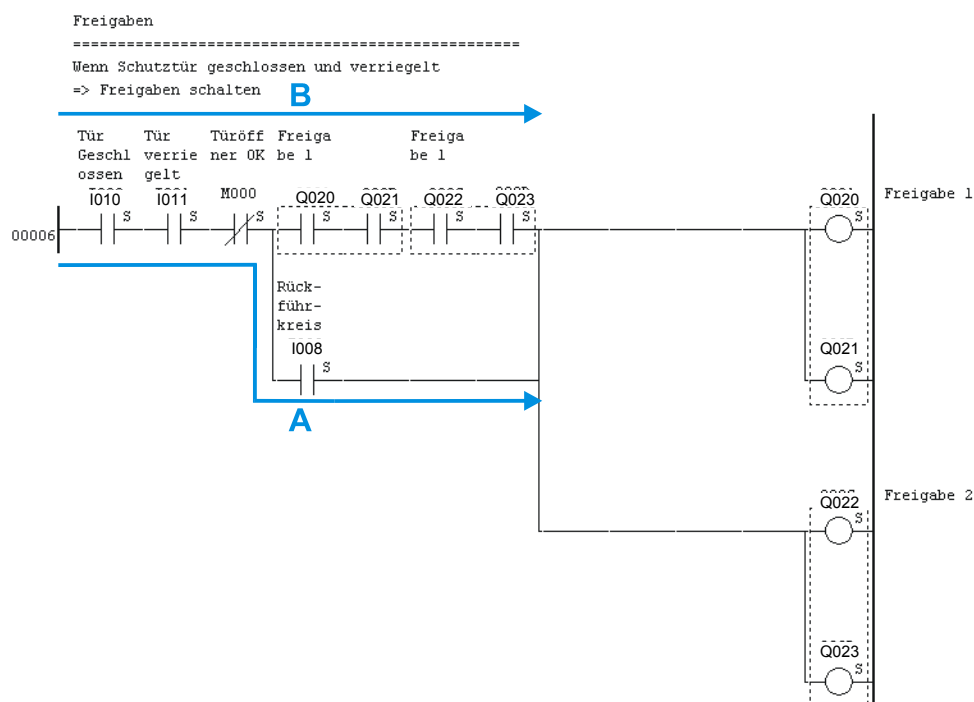 Freigaben
==================================================
Wenn Schutztür geschlossen und verriegelt
=> Freigaben schalten
B
Tür Geschl ossen
Tür verrie gelt
Türöff ner OK
Freiga be 1
Freiga be 1
I010 S
I011 S
M000 S
Q020 S
Q021 S
Q022 S
Q023 S
Q020 S
Freigabe 1
00006
Rück-
führ-
kreis
I008 S
Q021 S
A
Q022 S
Freigabe 2
Q023 S